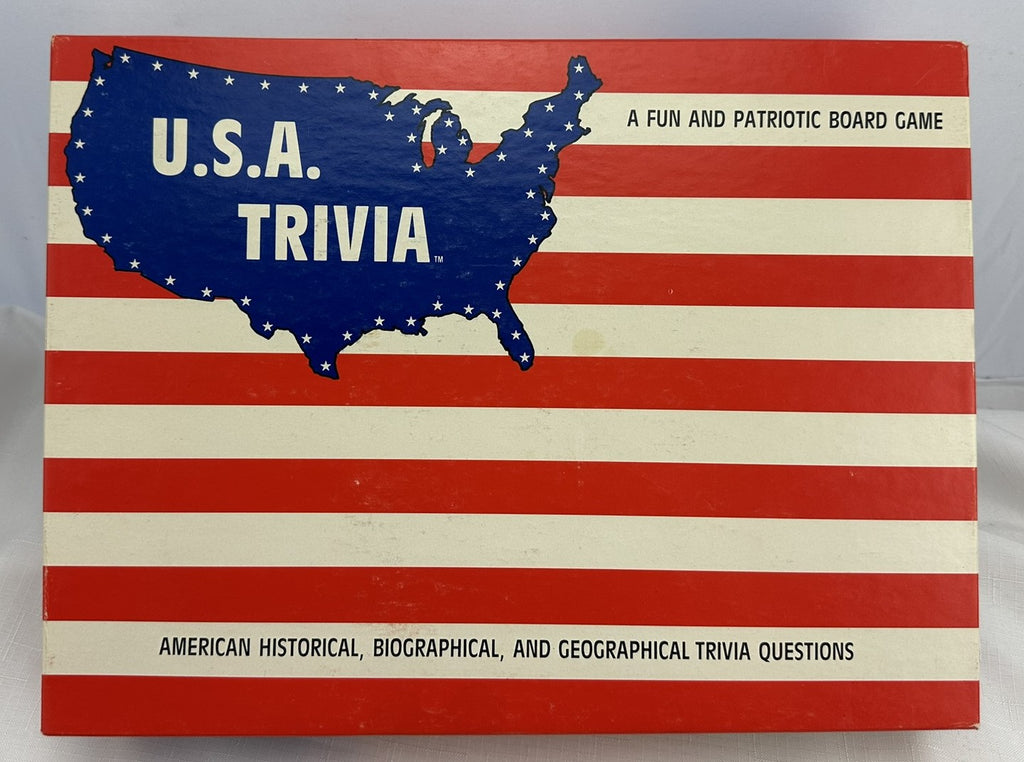 A FUN AND PATRIOTIC BOARD GAME
U.S.A.
TRIVIA™
AMERICAN HISTORICAL, BIOGRAPHICAL, AND GEOGRAPHICAL TRIVIA QUESTIONS